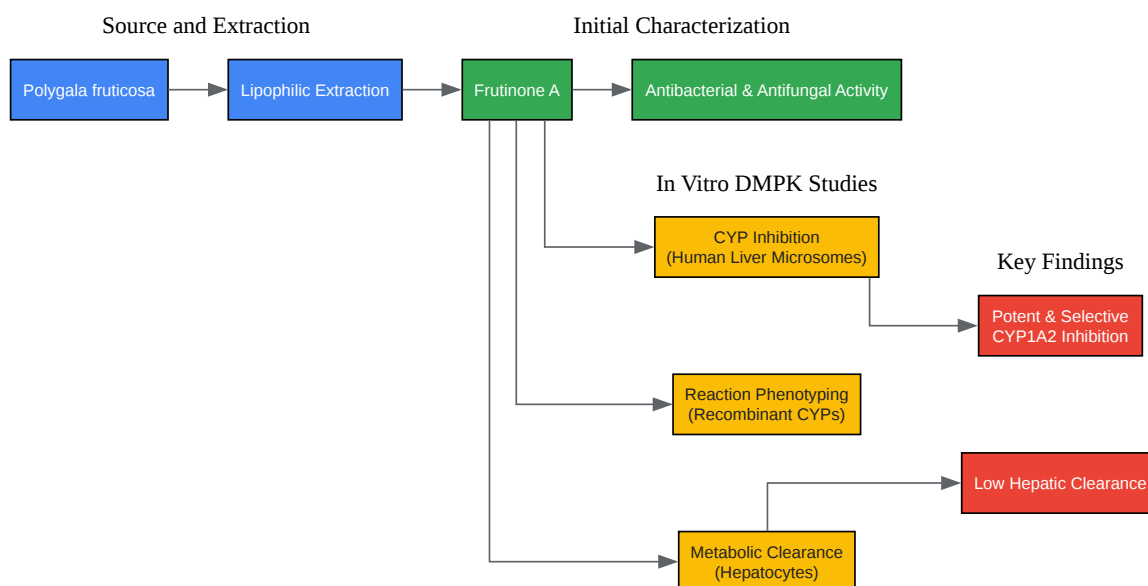 Source and Extraction
Initial Characterization
Polygala fruticosa
Lipophilic Extraction
Frutinone A
Antibacterial & Antifungal Activity
In Vitro DMPK Studies
CYP Inhibition
(Human Liver Microsomes)
Key Findings
Potent & Selective
CYP1A2 Inhibition
Reaction Phenotyping
(Recombinant CYPs)
Low Hepatic Clearance
Metabolic Clearance
(Hepatocytes)